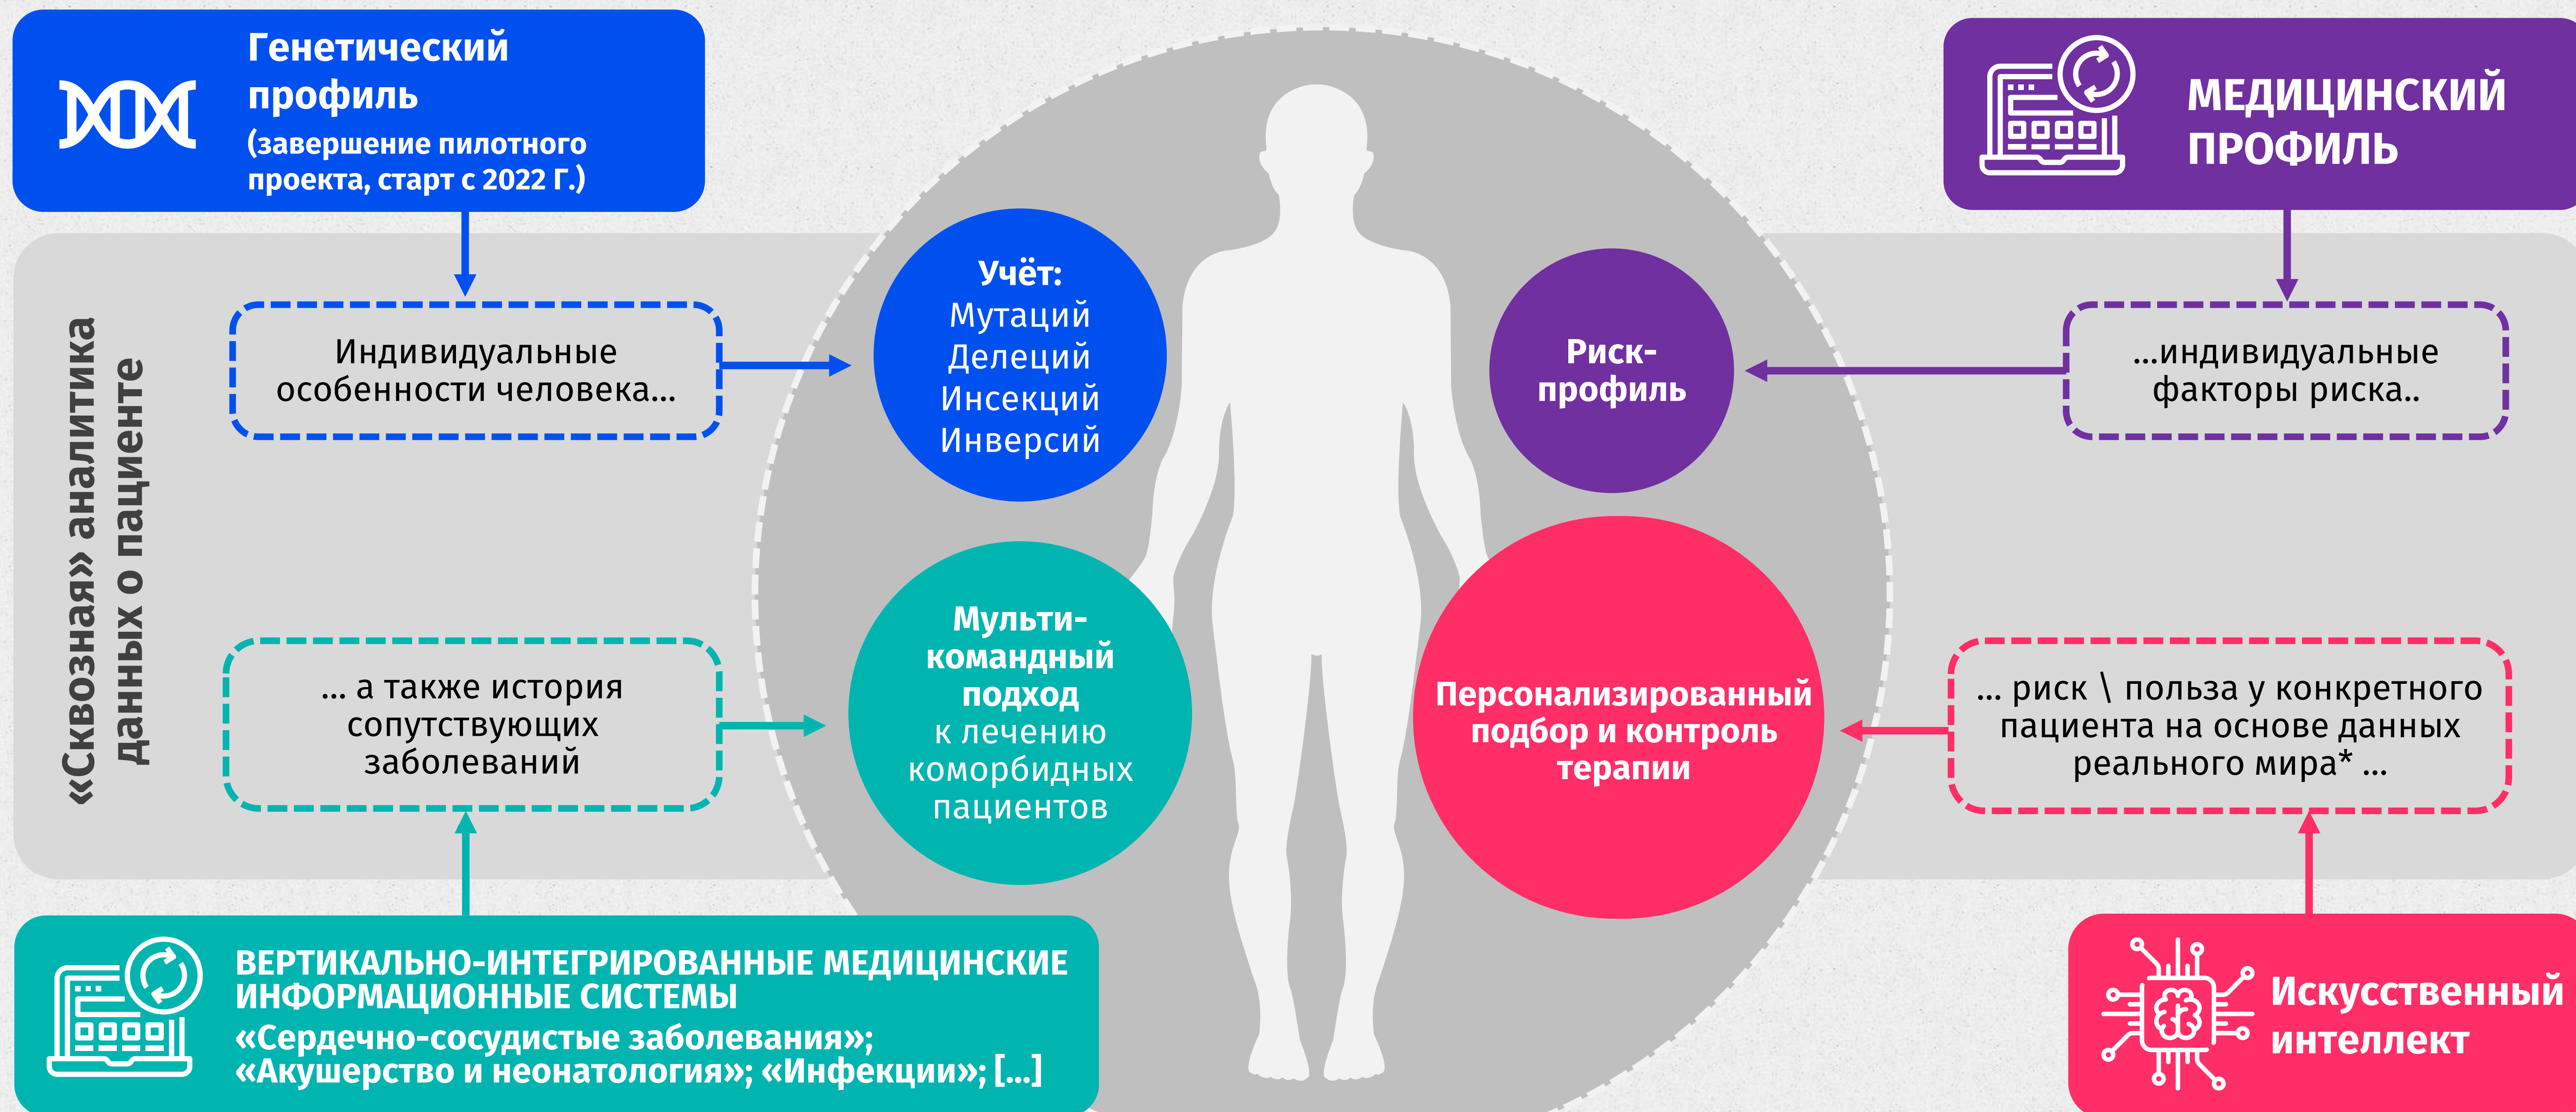 Генетический
профиль
(завершение пилотного
проекта, старт с 2022 Г.)
МЕДИЦИНСКИЙ
ПРОФИЛЬ
«Сквозная» аналитика
данных о пациенте
Индивидуальные
особенности человека...
Учёт:
Мутаций
Делеций
Инсекций
Инверсий
Риск-
профиль
...индивидуальные
факторы риска..
... а также история
сопутствующих
заболеваний
Мульти-
командный
подход
к лечению
коморбидных
пациентов
Персонализированный
подбор и контроль
терапии
... риск \ польза у конкретного
пациента на основе данных
реального мира* ...
ВЕРТИКАЛЬНО-ИНТЕГРИРОВАННЫЕ МЕДИЦИНСКИЕ
ИНФОРМАЦИОННЫЕ СИСТЕМЫ
«Сердечно-сосудистые заболевания»;
«Акушерство и неонатология»; «Инфекции»; [...]
Искусственный
интеллект